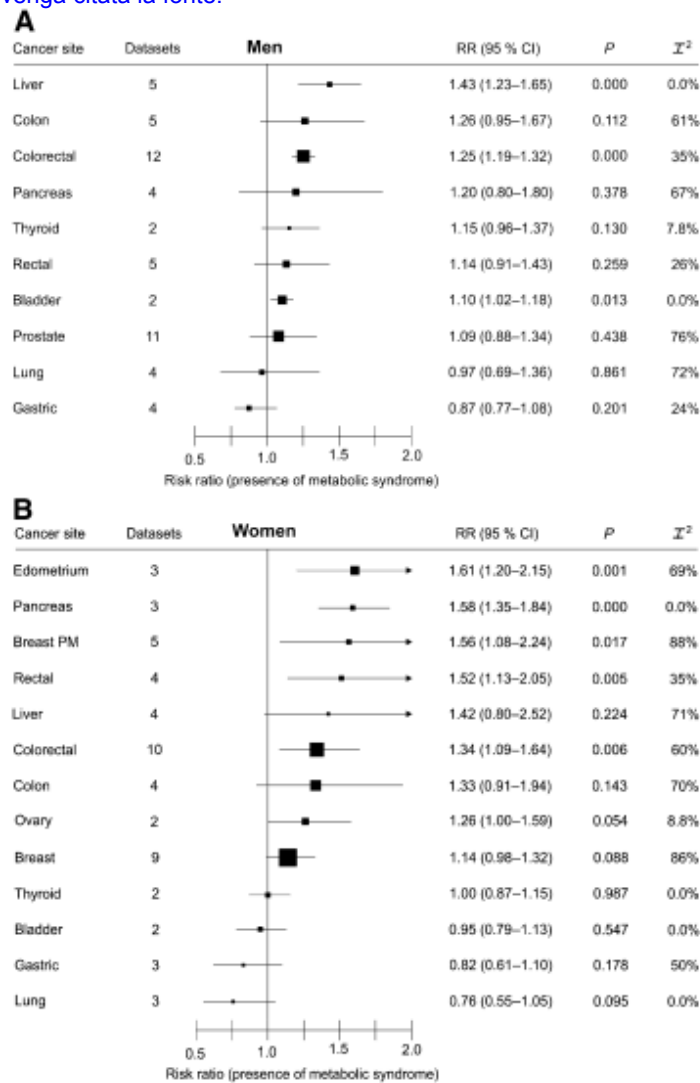 venga citata la fonte.
A
Cancer site Datasets Men RR (95 % CI) P I²
Liver 5 1.43 (1.23–1.65) 0.000 0.0%
Colon 5 1.26 (0.95–1.67) 0.112 61%
Colorectal 12 1.25 (1.19–1.32) 0.000 35%
Pancreas 4 1.20 (0.80–1.80) 0.378 67%
Thyroid 2 1.15 (0.96–1.37) 0.130 7.8%
Rectal 5 1.14 (0.91–1.43) 0.259 26%
Bladder 2 1.10 (1.02–1.18) 0.013 0.0%
Prostate 11 1.09 (0.88–1.34) 0.438 76%
Lung 4 0.97 (0.69–1.36) 0.861 72%
Gastric 4 0.87 (0.77–1.08) 0.201 24%
0.5 1.0 1.5 2.0
Risk ratio (presence of metabolic syndrome)
B
Cancer site Datasets Women RR (95 % CI) P I²
Edometrium 3 1.61 (1.20–2.15) 0.001 69%
Pancreas 3 1.58 (1.35–1.84) 0.000 0.0%
Breast PM 5 1.56 (1.08–2.24) 0.017 88%
Rectal 4 1.52 (1.13–2.05) 0.005 35%
Liver 4 1.42 (0.80–2.52) 0.224 71%
Colorectal 10 1.34 (1.09–1.64) 0.006 60%
Colon 4 1.33 (0.91–1.94) 0.143 70%
Ovary 2 1.26 (1.00–1.59) 0.054 8.8%
Breast 9 1.14 (0.98–1.32) 0.088 86%
Thyroid 2 1.00 (0.87–1.15) 0.987 0.0%
Bladder 2 0.95 (0.79–1.13) 0.547 0.0%
Gastric 3 0.82 (0.61–1.10) 0.178 50%
Lung 3 0.76 (0.55–1.05) 0.095 0.0%
0.5 1.0 1.5 2.0
Risk ratio (presence of metabolic syndrome)